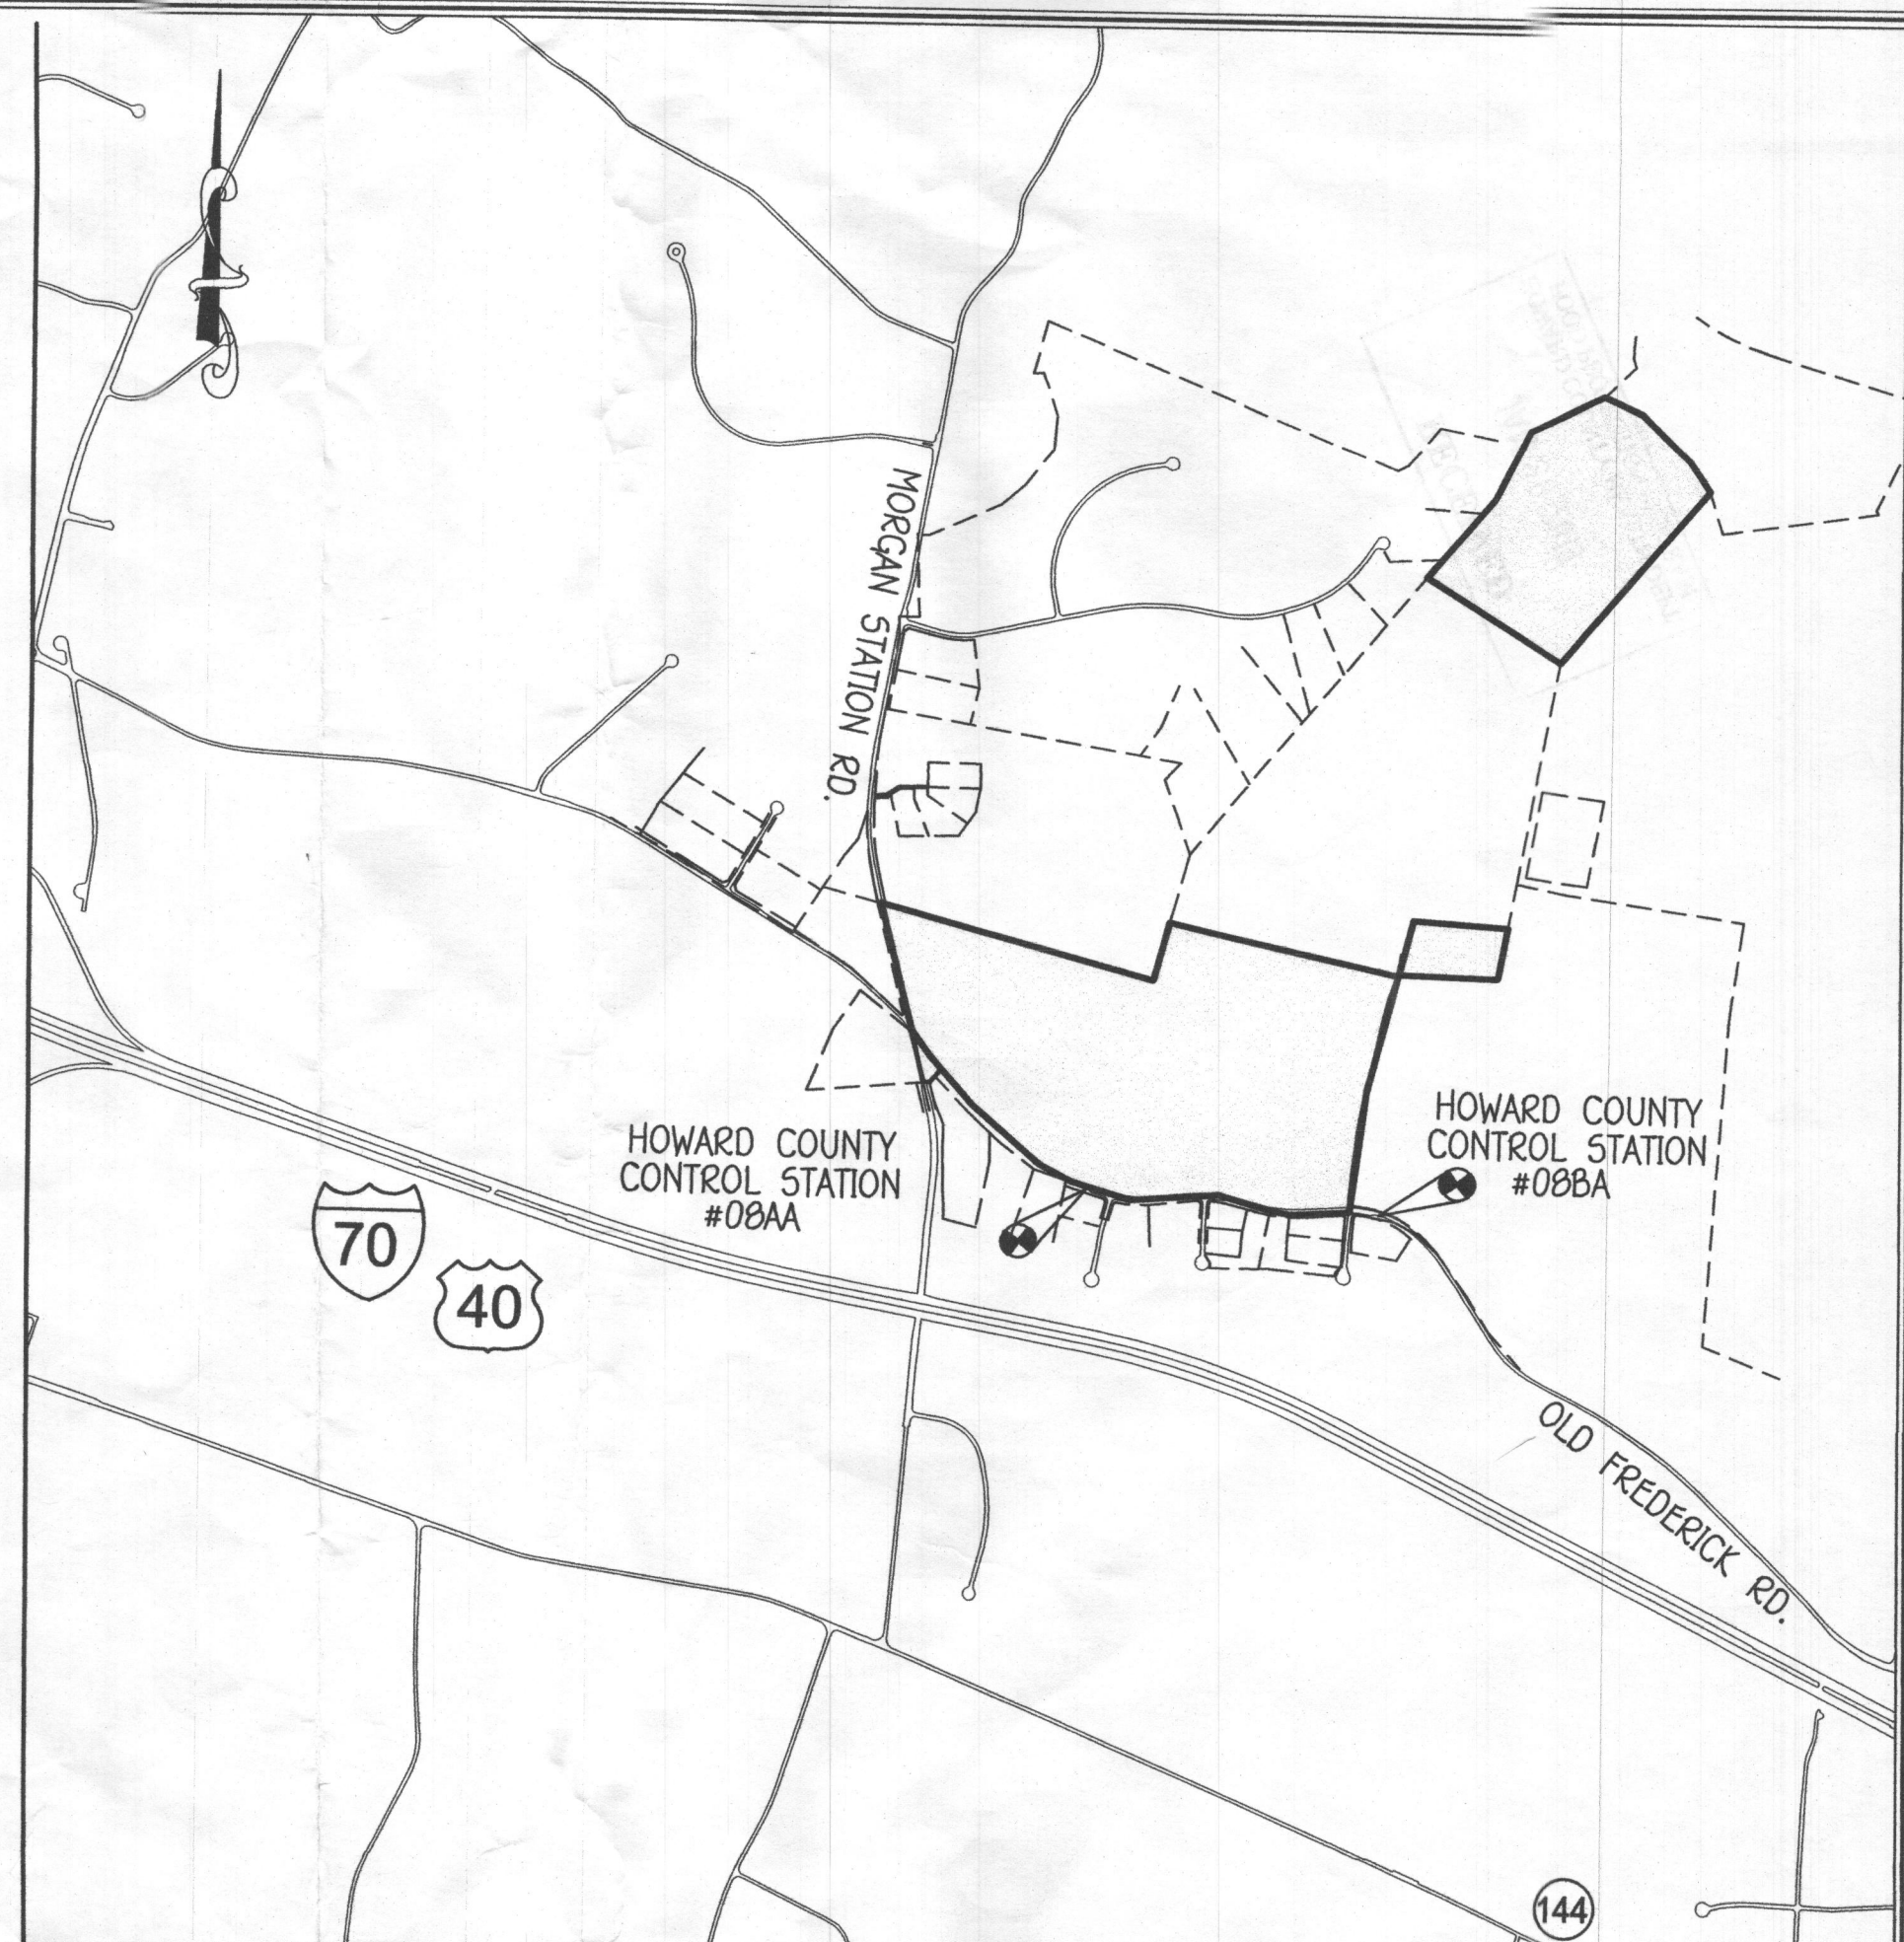 MORGAN STATION RD.
HOWARD COUNTY
CONTROL STATION
#08AA
HOWARD COUNTY
CONTROL STATION
#08BA
70
40
OLD FREDERICK RD.
144